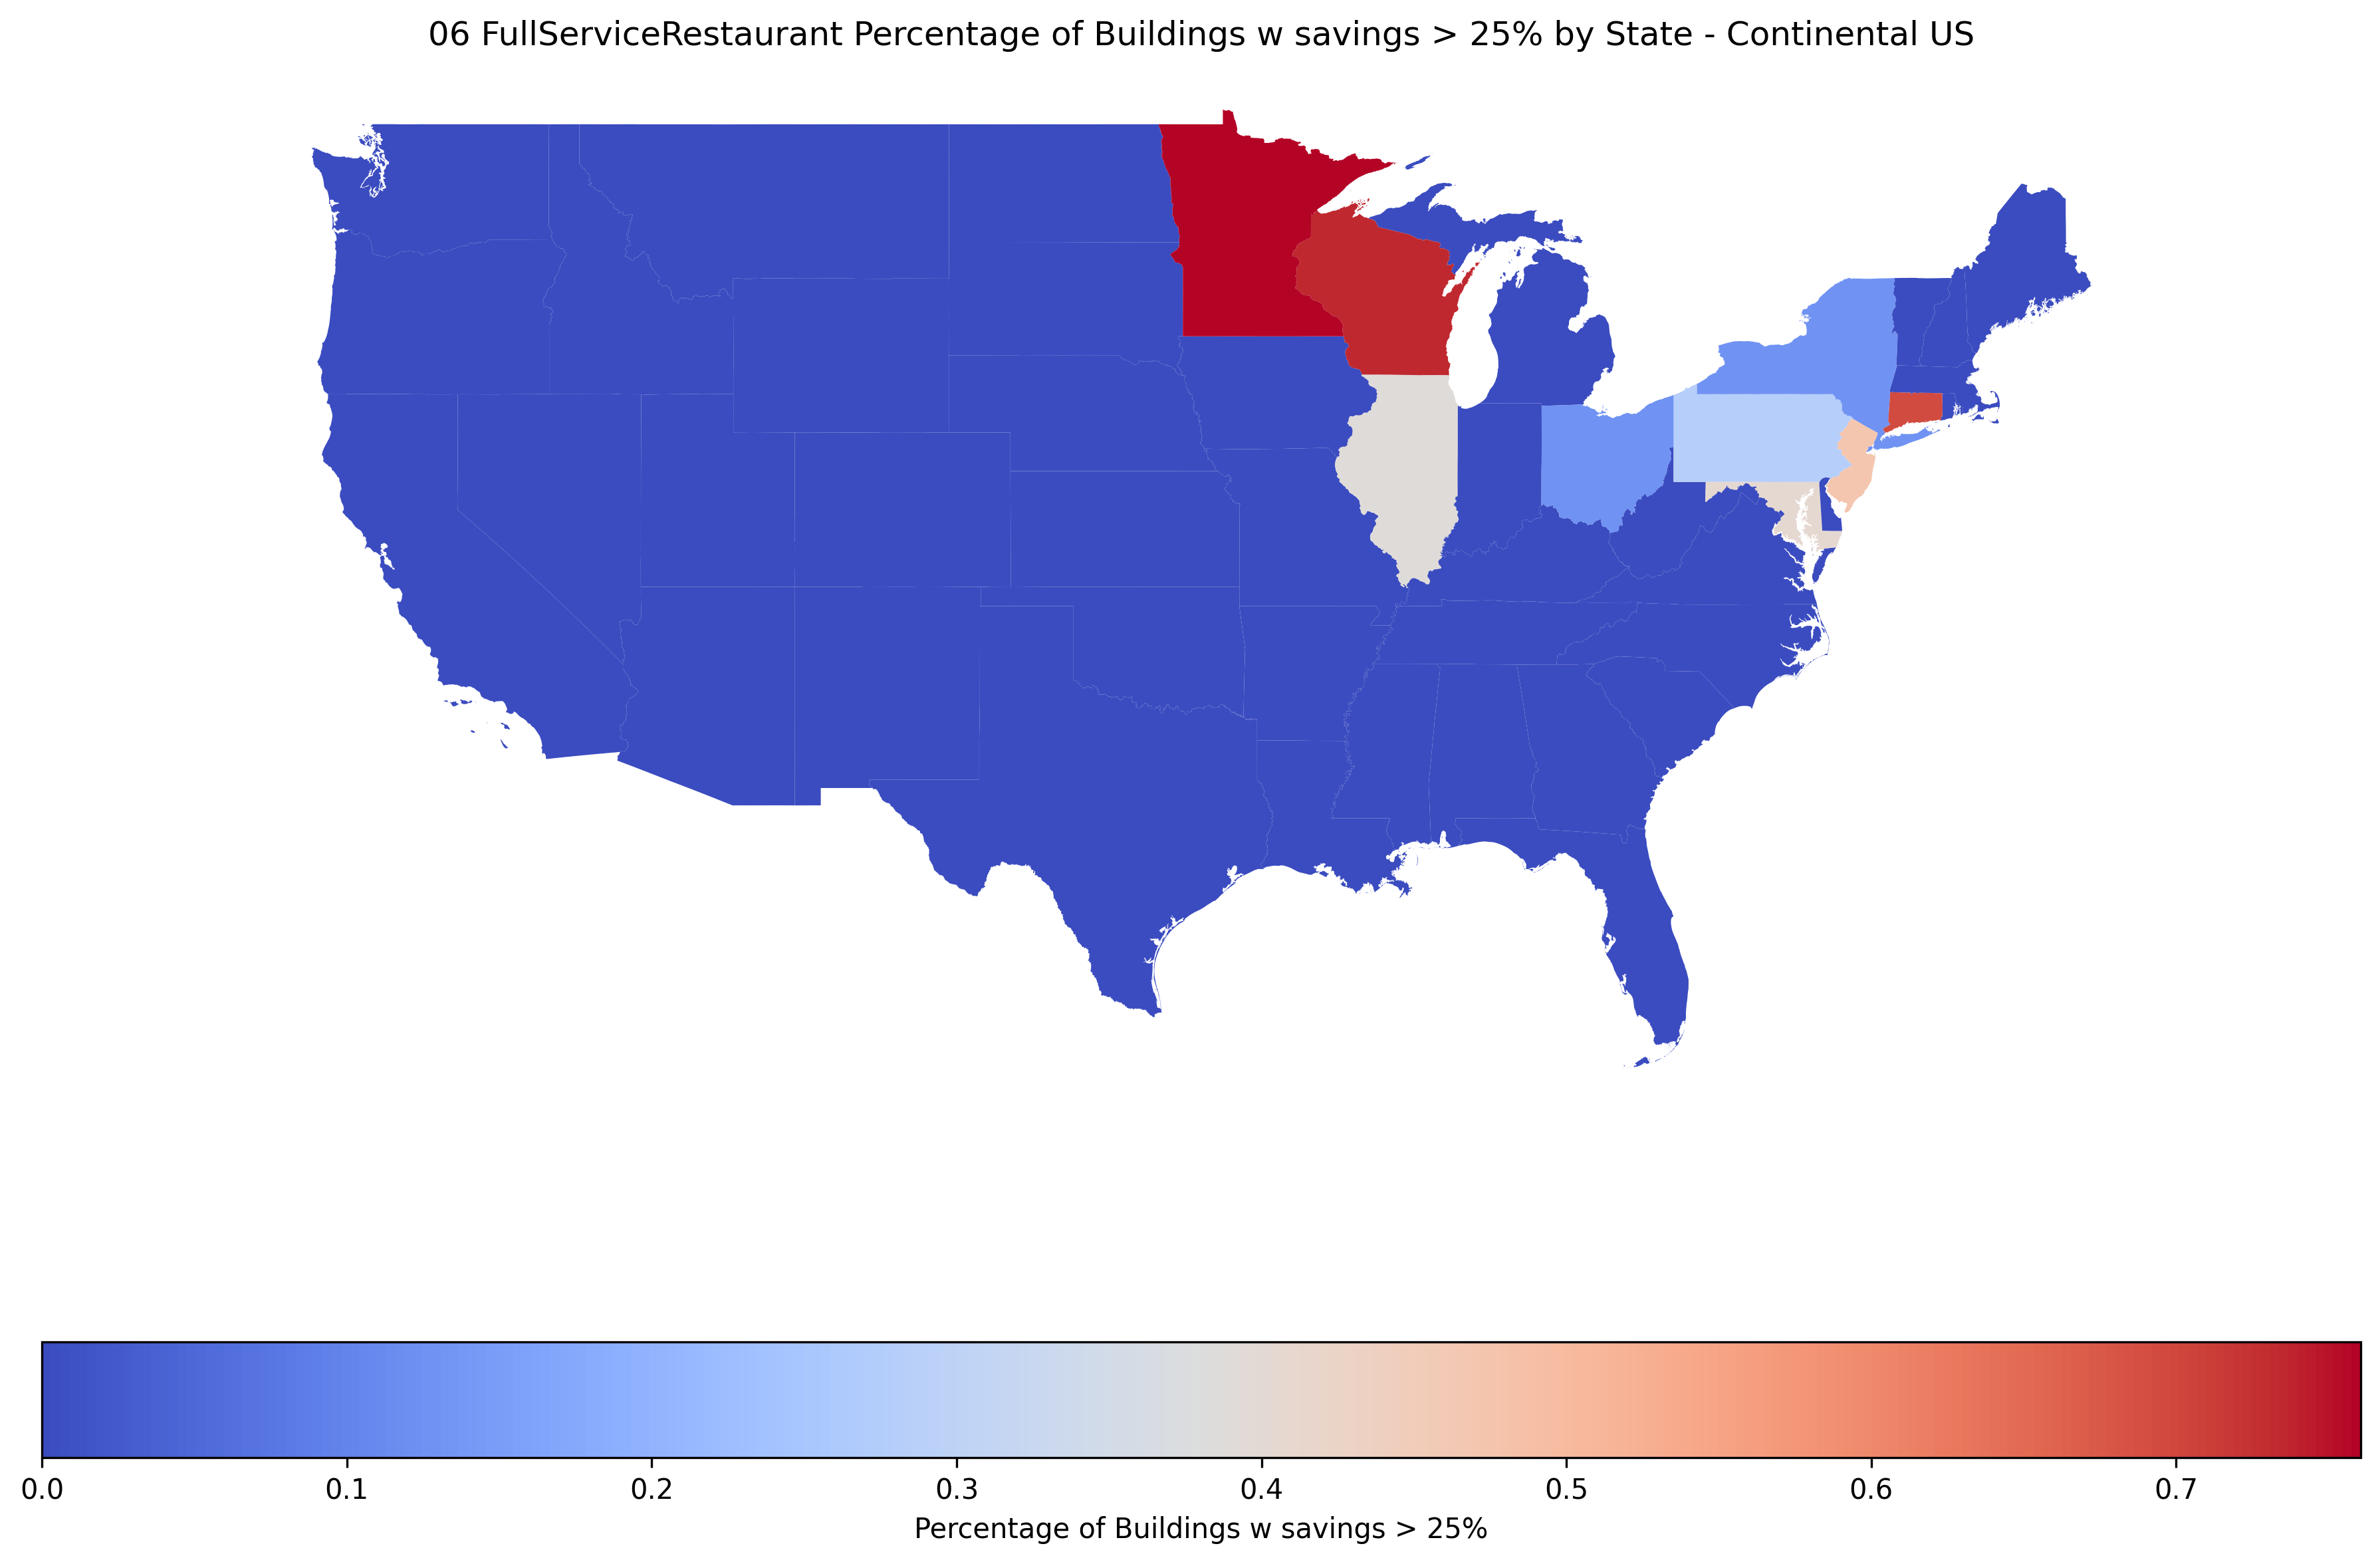 06 FullServiceRestaurant Percentage of Buildings w savings > 25% by State - Continental US
0.0 0.1 0.2 0.3 0.4 0.5 0.6 0.7
Percentage of Buildings w savings > 25%